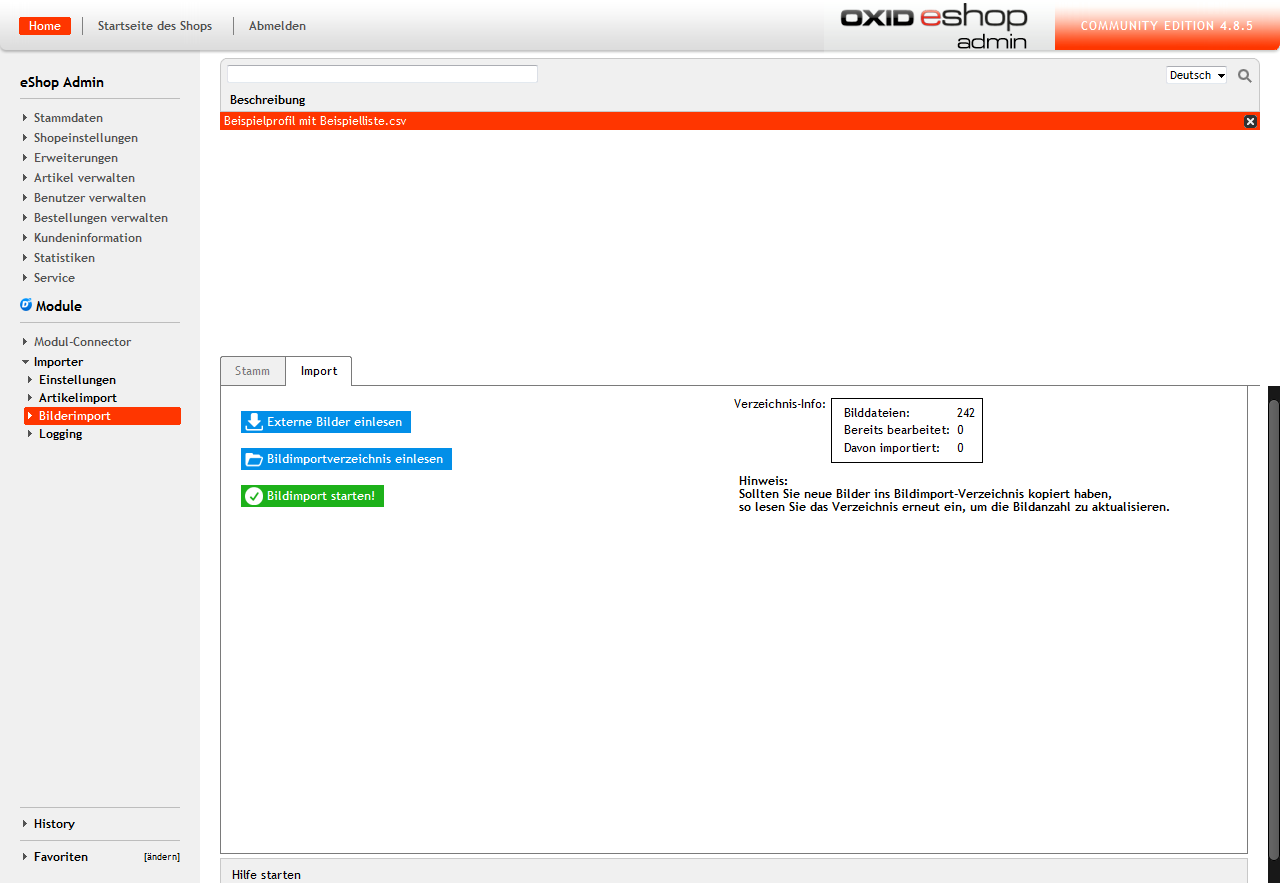 Home
Startseite des Shops
Abmelden
OXID eshop
admin
COMMUNITY EDITION 4.8.5
eShop Admin
Stammdaten
Shopeinstellungen
Erweiterungen
Artikel verwalten
Benutzer verwalten
Bestellungen verwalten
Kundeninformation
Statistiken
Service
Module
Modul-Connector
Importer
Einstellungen
Artikelimport
Bilderimport
Logging
History
Favoriten [ändern]
Deutsch
Beschreibung
Beispielprofil mit Beispielliste.csv
Stamm
Import
Externe Bilder einlesen
Bildimportverzeichnis einlesen
Bildimport starten!
Verzeichnis-Info:
Bilddateien: 242
Bereits bearbeitet: 0
Davon importiert: 0
Hinweis:
Sollten Sie neue Bilder ins Bildimport-Verzeichnis kopiert haben,
so lesen Sie das Verzeichnis erneut ein, um die Bildanzahl zu aktualisieren.
Hilfe starten